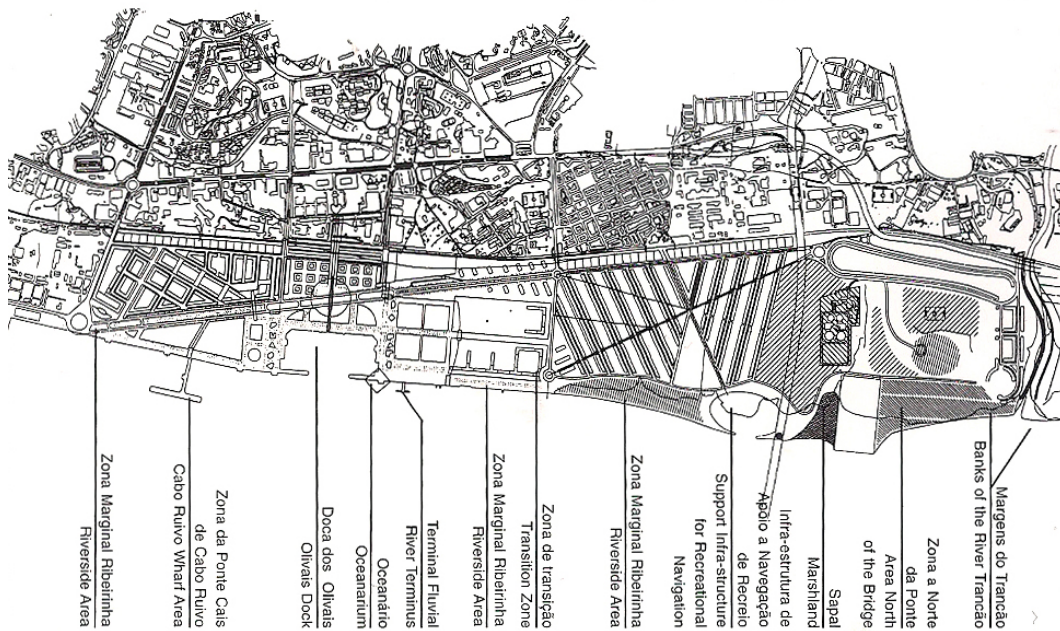 Zona Marginal Ribeirinha
Riverside Area
Zona da Ponte Cais
de Cabo Ruivo
Cabo Ruivo Wharf Area
Doca dos Olivais
Olivais Dock
Oceanário
Oceanarium
Terminal Fluvial
River Terminus
Zona Marginal Ribeirinha
Riverside Area
Zona de transição
Transition Zone
Zona Marginal Ribeirinha
Riverside Area
Infra-estrutura de
Apoio a Navegação
de Recreio
Support Infra-structure
for Recreational
Navigation
Sapal
Marshland
Zona a Norte
da Ponte
Area North
of the Bridge
Margens do Trancão
Banks of the River Trancão